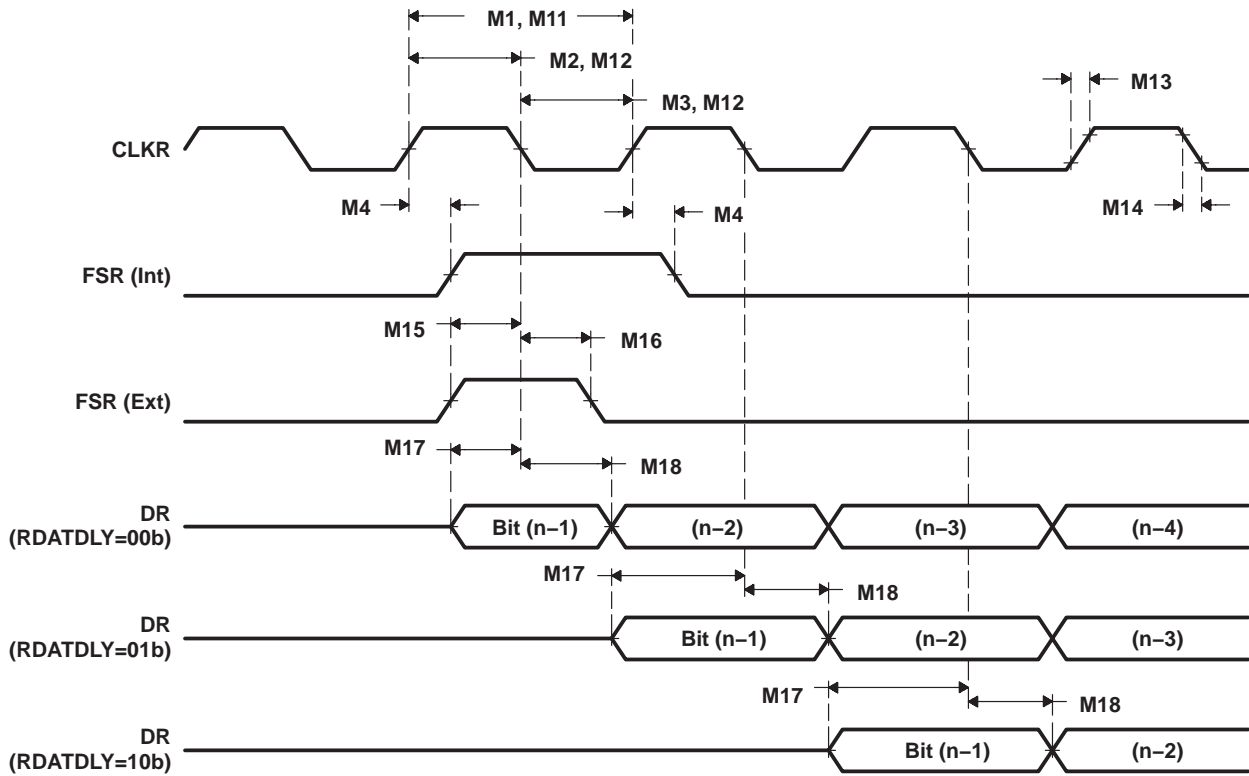 M1, M11
M2, M12
M13
M3, M12
CLKR
M4
M4
M14
FSR (Int)
M15
M16
FSR (Ext)
M17
M18
DR
(RDATDLY=00b)
Bit (n−1)
(n−2)
(n−3)
(n−4)
M17
M18
DR
(RDATDLY=01b)
Bit (n−1)
(n−2)
(n−3)
M17
M18
DR
(RDATDLY=10b)
Bit (n−1)
(n−2)